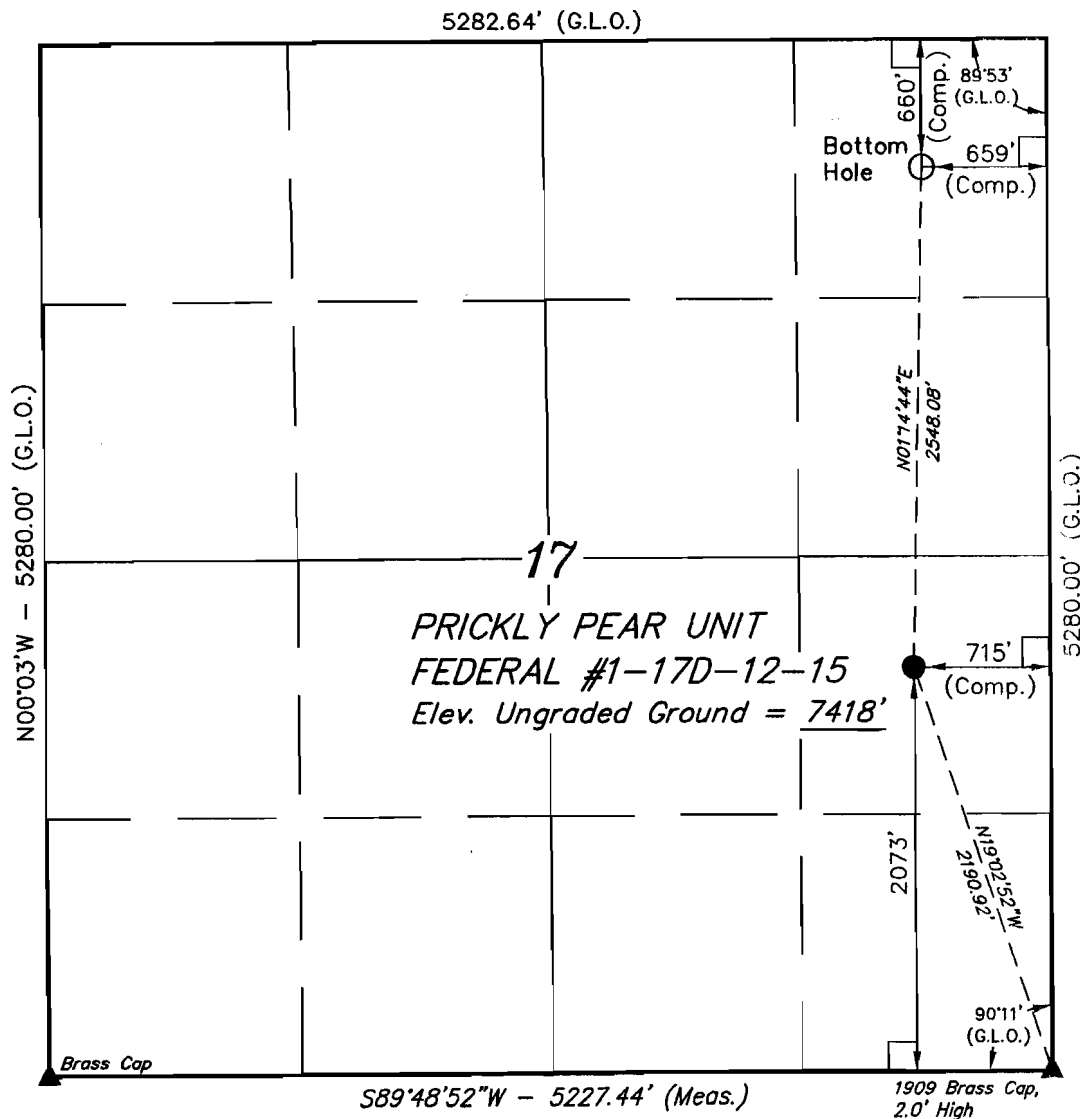 5282.64' (G.L.O.)
660'
(Comp.)
89°53'
(G.L.O.)
Bottom
Hole
659'
(Comp.)
N00°03'W - 5280.00' (G.L.O.)
N01°14'44"E
2548.08'
5280.00' (G.L.O.)
17
PRICKLY PEAR UNIT
FEDERAL #1-17D-12-15
Elev. Ungraded Ground = 7418'
715'
(Comp.)
2073'
N19°02'52"W
2190.92'
90°11'
(G.L.O.)
Brass Cap
S89°48'52"W - 5227.44' (Meas.)
1909 Brass Cap,
2.0' High